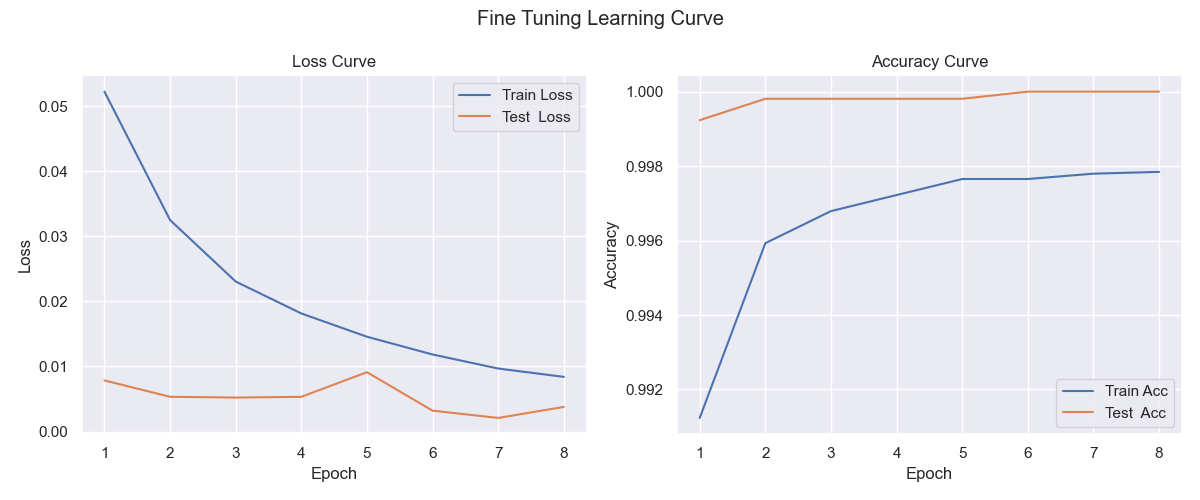 Fine Tuning Learning Curve
Loss Curve
Train Loss
Test  Loss
0.05
0.04
0.03
0.02
0.01
0.00
Loss
1 2 3 4 5 6 7 8
Epoch
Accuracy Curve
1.000
0.998
0.996
0.994
0.992
Accuracy
Train Acc
Test  Acc
1 2 3 4 5 6 7 8
Epoch